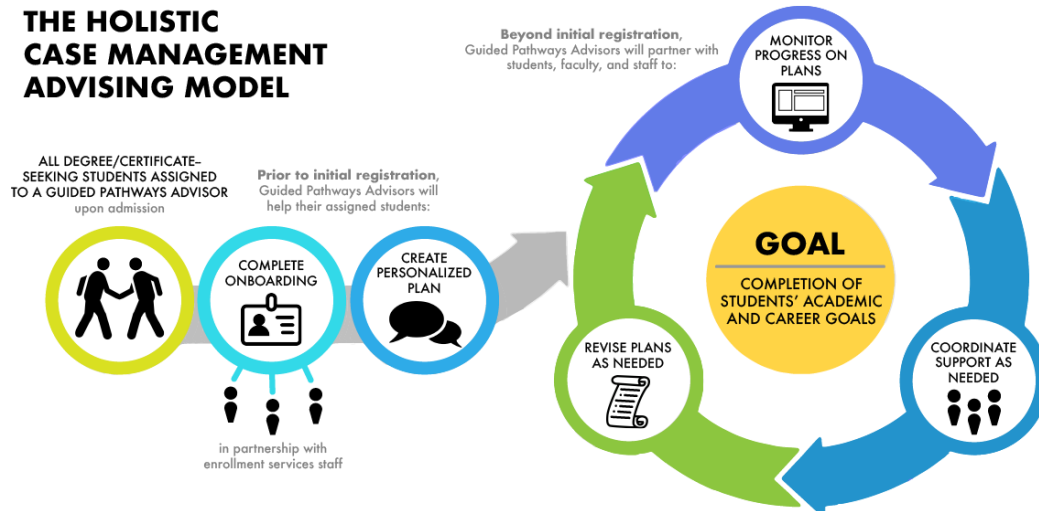 THE HOLISTIC
CASE MANAGEMENT
ADVISING MODEL
ALL DEGREE/CERTIFICATE–
SEEKING STUDENTS ASSIGNED
TO A GUIDED PATHWAYS ADVISOR
upon admission
Prior to initial registration,
Guided Pathways Advisors will
help their assigned students:
COMPLETE
ONBOARDING
in partnership with
enrollment services staff
CREATE
PERSONALIZED
PLAN
Beyond initial registration,
Guided Pathways Advisors will partner with
students, faculty, and staff to:
MONITOR
PROGRESS ON
PLANS
COORDINATE
SUPPORT AS
NEEDED
REVISE PLANS
AS NEEDED
GOAL
COMPLETION OF
STUDENTS’ ACADEMIC
AND CAREER GOALS